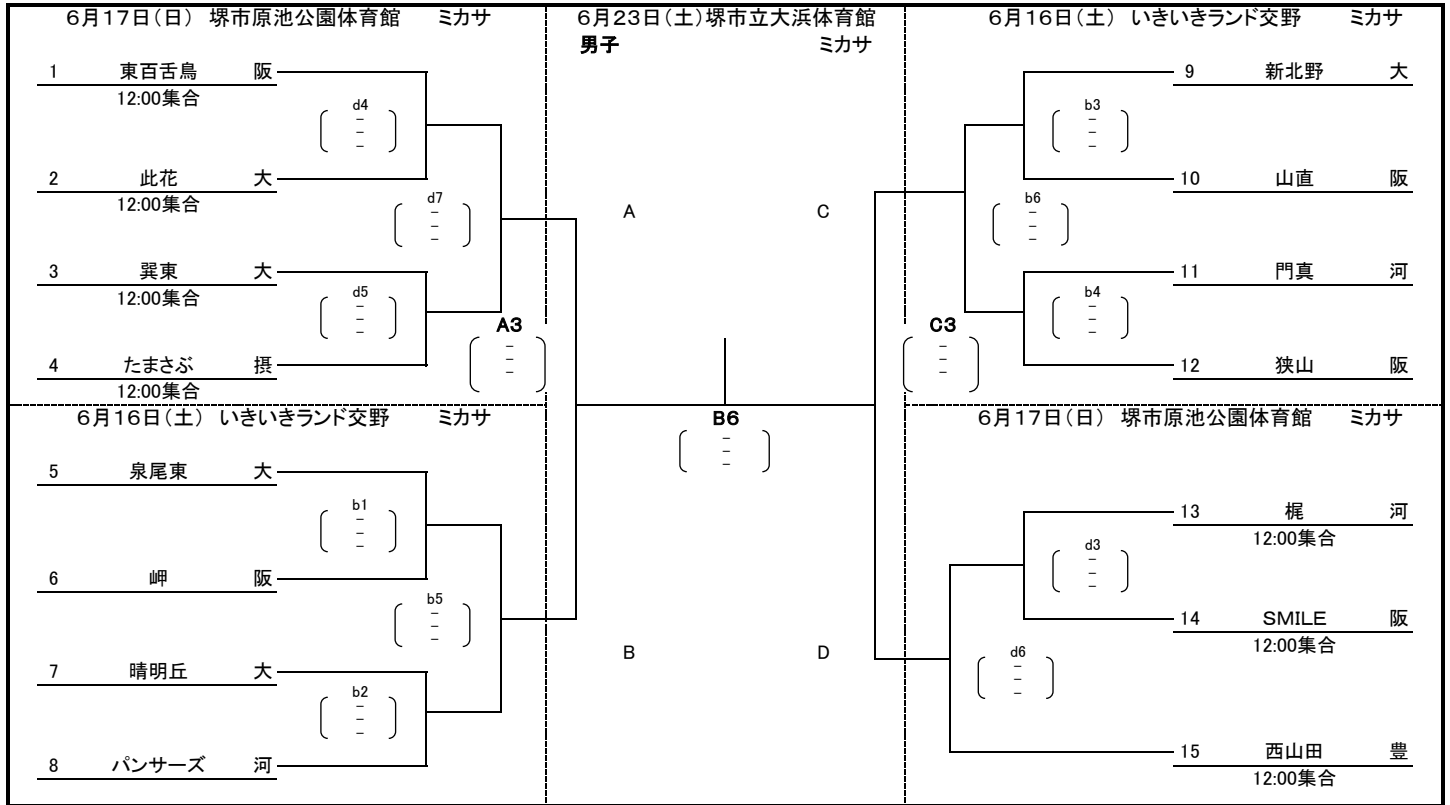 6月17日(日) 堺市原池公園体育館 ミカサ
1 東百舌鳥 阪
12:00集合
d4
-
-
-
2 此花 大
12:00集合
d7
-
-
-
3 巽東 大
12:00集合
d5
-
-
-
4 たまさぶ 摂
12:00集合
A3
-
-
-
6月16日(土) いきいきランド交野 ミカサ
5 泉尾東 大
b1
-
-
-
6 岬 阪
b5
-
-
-
7 晴明丘 大
b2
-
-
-
8 パンサーズ 河
6月23日(土)堺市立大浜体育館
男子 ミカサ
A C
B6
-
-
-
B D
6月16日(土) いきいきランド交野 ミカサ
9 新北野 大
b3
-
-
-
10 山直 阪
b6
-
-
-
11 門真 河
b4
-
-
-
12 狭山 阪
C3
-
-
-
6月17日(日) 堺市原池公園体育館 ミカサ
13 梶 河
12:00集合
d3
-
-
-
14 SMILE 阪
12:00集合
d6
-
-
-
15 西山田 豊
12:00集合